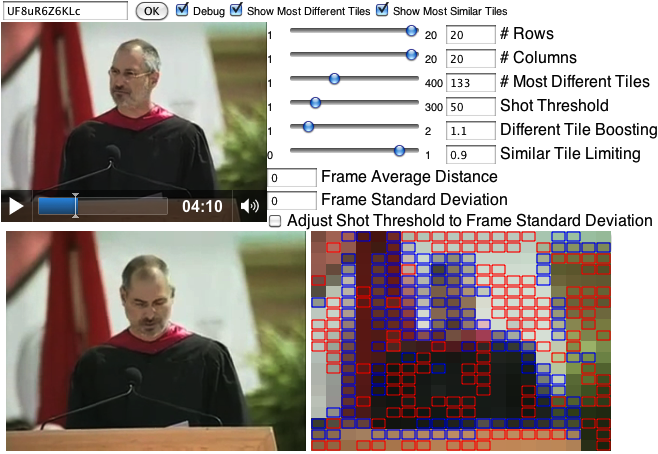 UF8uR6Z6KLc OK Debug Show Most Different Tiles Show Most Similar Tiles
1 20 20 # Rows
1 20 20 # Columns
1 400 133 # Most Different Tiles
1 300 50 Shot Threshold
1 2 1.1 Different Tile Boosting
0 1 0.9 Similar Tile Limiting
0 Frame Average Distance
0 Frame Standard Deviation
Adjust Shot Threshold to Frame Standard Deviation
04:10